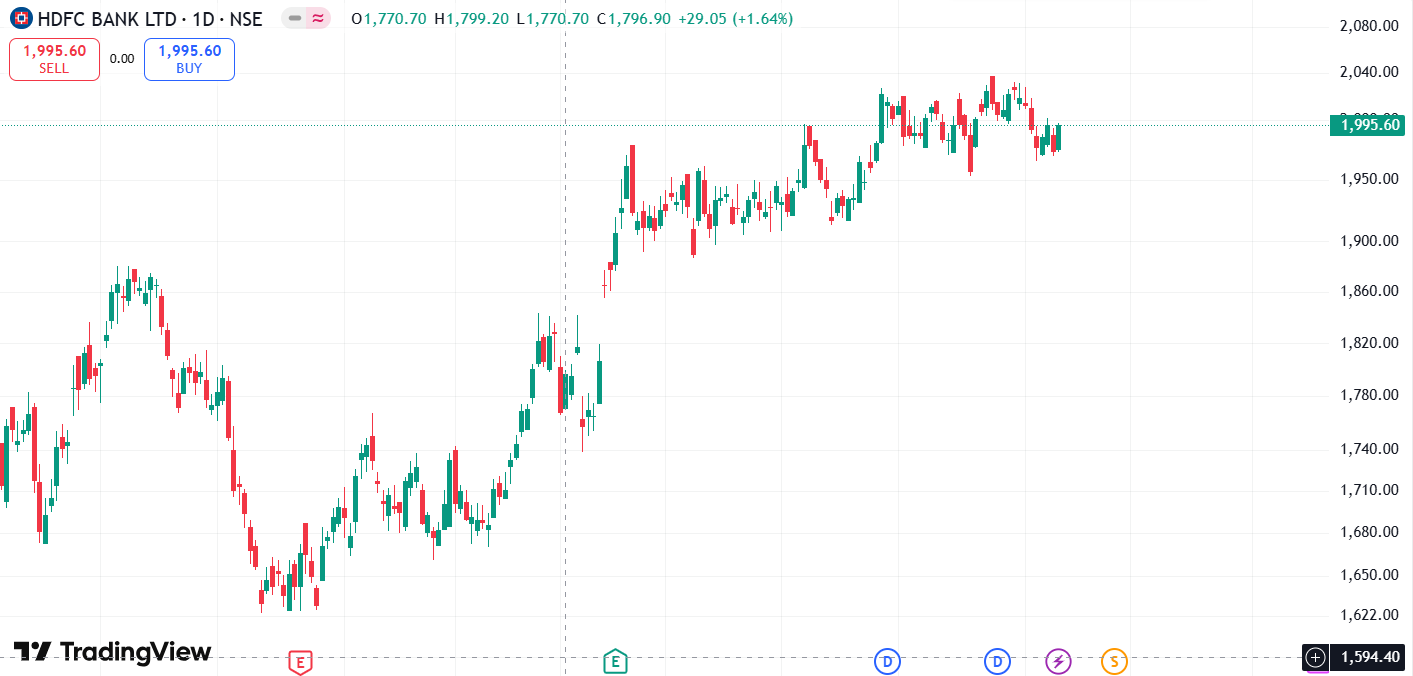 HDFC BANK LTD · 1D · NSE O1,770.70 H1,799.20 L1,770.70 C1,796.90 +29.05 (+1.64%)
1,995.60 SELL
0.00
1,995.60 BUY
2,080.00
2,040.00
1,995.60
1,950.00
1,900.00
1,860.00
1,820.00
1,780.00
1,740.00
1,710.00
1,680.00
1,650.00
1,622.00
1,594.40
TradingView
E
E
D
D
S